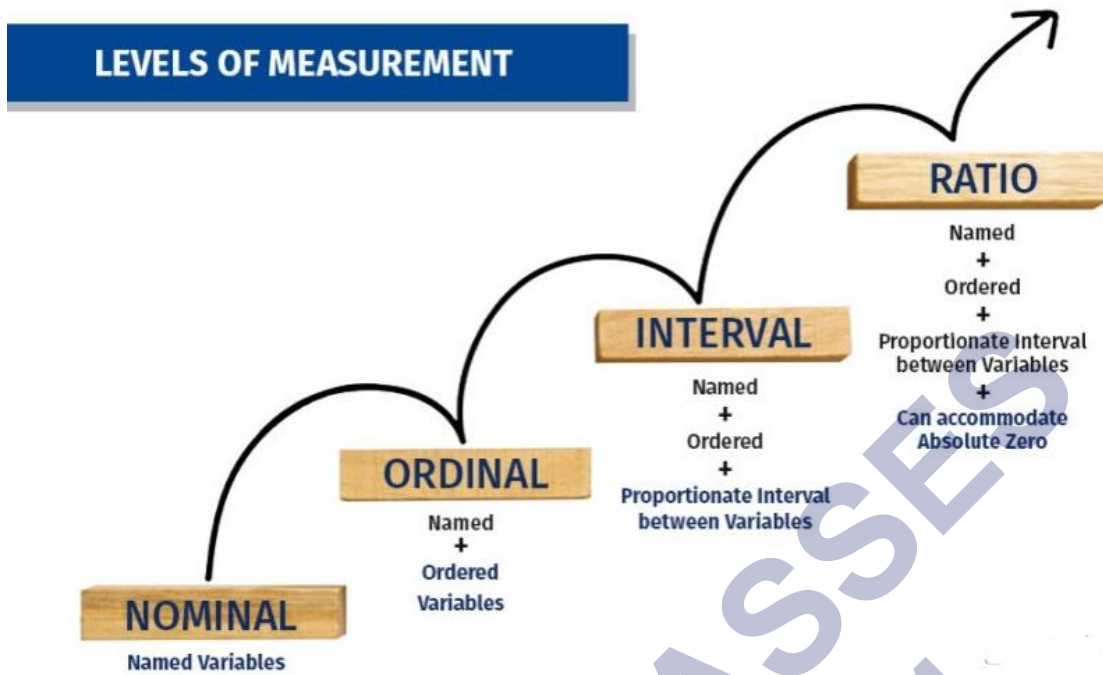 LEVELS OF MEASUREMENT
NOMINAL
Named Variables
ORDINAL
Named
+
Ordered
Variables
INTERVAL
Named
+
Ordered
+
Proportionate Interval
between Variables
RATIO
Named
+
Ordered
+
Proportionate Interval
between Variables
+
Can accommodate
Absolute Zero